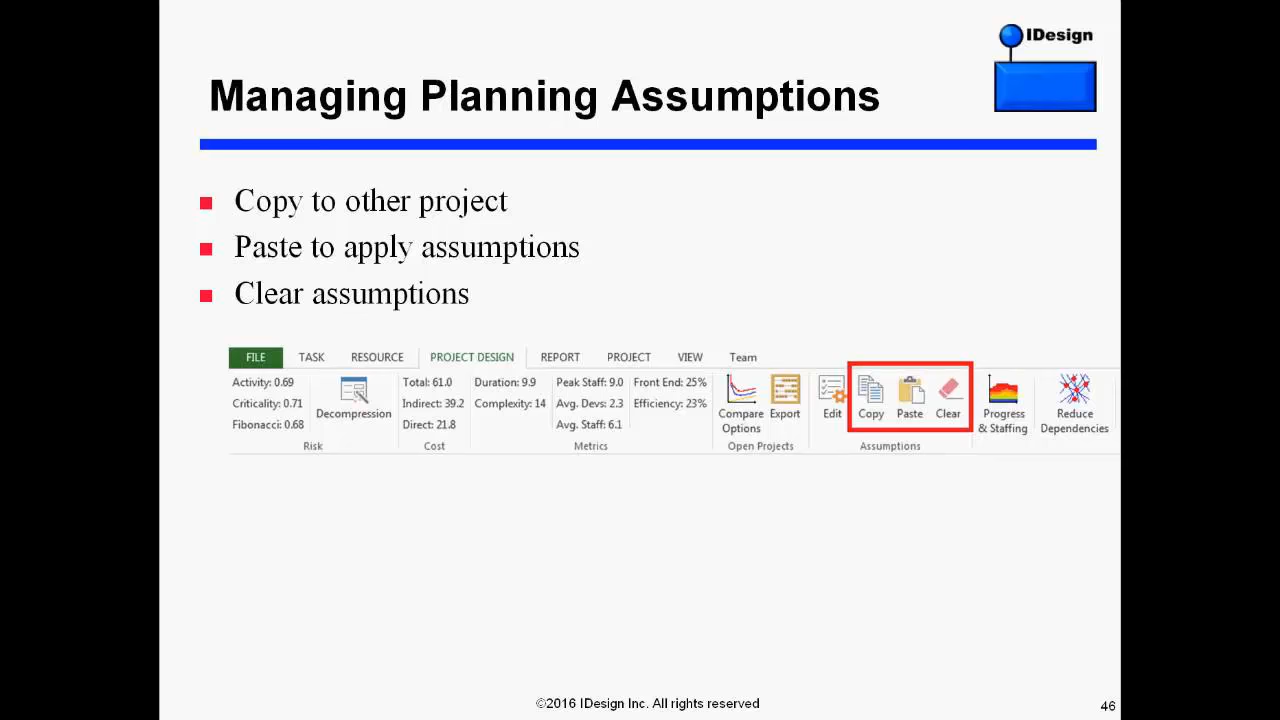 IDesign
Managing Planning Assumptions
Copy to other project
Paste to apply assumptions
Clear assumptions
FILE TASK RESOURCE PROJECT DESIGN REPORT PROJECT VIEW Team
Activity: 0.69
Criticality: 0.71
Fibonacci: 0.68
Decompression
Risk
Total: 61.0
Indirect: 39.2
Direct: 21.8
Cost
Duration: 9.9
Complexity: 14
Peak Staff: 9.0
Avg. Devs: 2.3
Avg. Staff: 6.1
Front End: 25%
Efficiency: 23%
Metrics
Compare
Options
Export
Open Projects
Edit
Copy
Paste
Clear
Assumptions
Progress
& Staffing
Reduce
Dependencies
©2016 IDesign Inc. All rights reserved
46